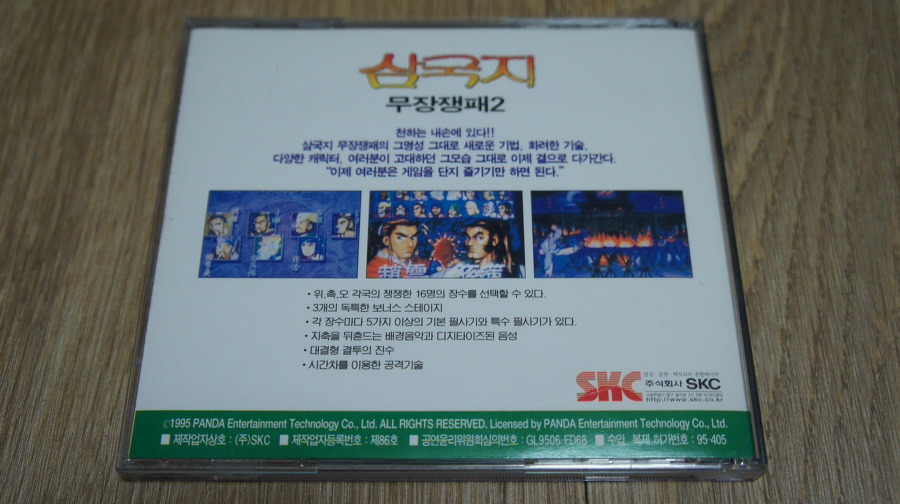 삼국지
무장쟁패2
천하는 내손에 있다!!
삼국지 무장쟁패의 그명성 그대로 새로운 기법, 화려한 기술,
다양한 캐릭터, 여러분이 고대하던 그모습 그대로 이제 곁으로 다가간다.
"이제 여러분은 게임을 단지 즐기기만 하면 된다."
• 위,촉,오 각국의 쟁쟁한 16명의 장수를 선택할 수 있다.
• 3개의 독특한 보너스 스테이지
• 각 장수마다 5가지 이상의 기본 필사기와 특수 필사기가 있다.
• 지축을 뒤흔드는 배경음악과 디지타이즈된 음성
• 대결형 결투의 진수
• 시간차를 이용한 공격기술
SKC
주식회사 SKC
http://www.skc.co.kr
©1995 PANDA Entertainment Technology Co., Ltd. ALL RIGHTS RESERVED. Licensed by PANDA Entertainment Technology Co., Ltd.
■ 제작업자상호 : (주)SKC ■ 제작업자등록번호 : 제86호 ■ 공연윤리위원회심의번호 : GL9506-FD68 ■ 수입, 복제 허가번호 : 95-405